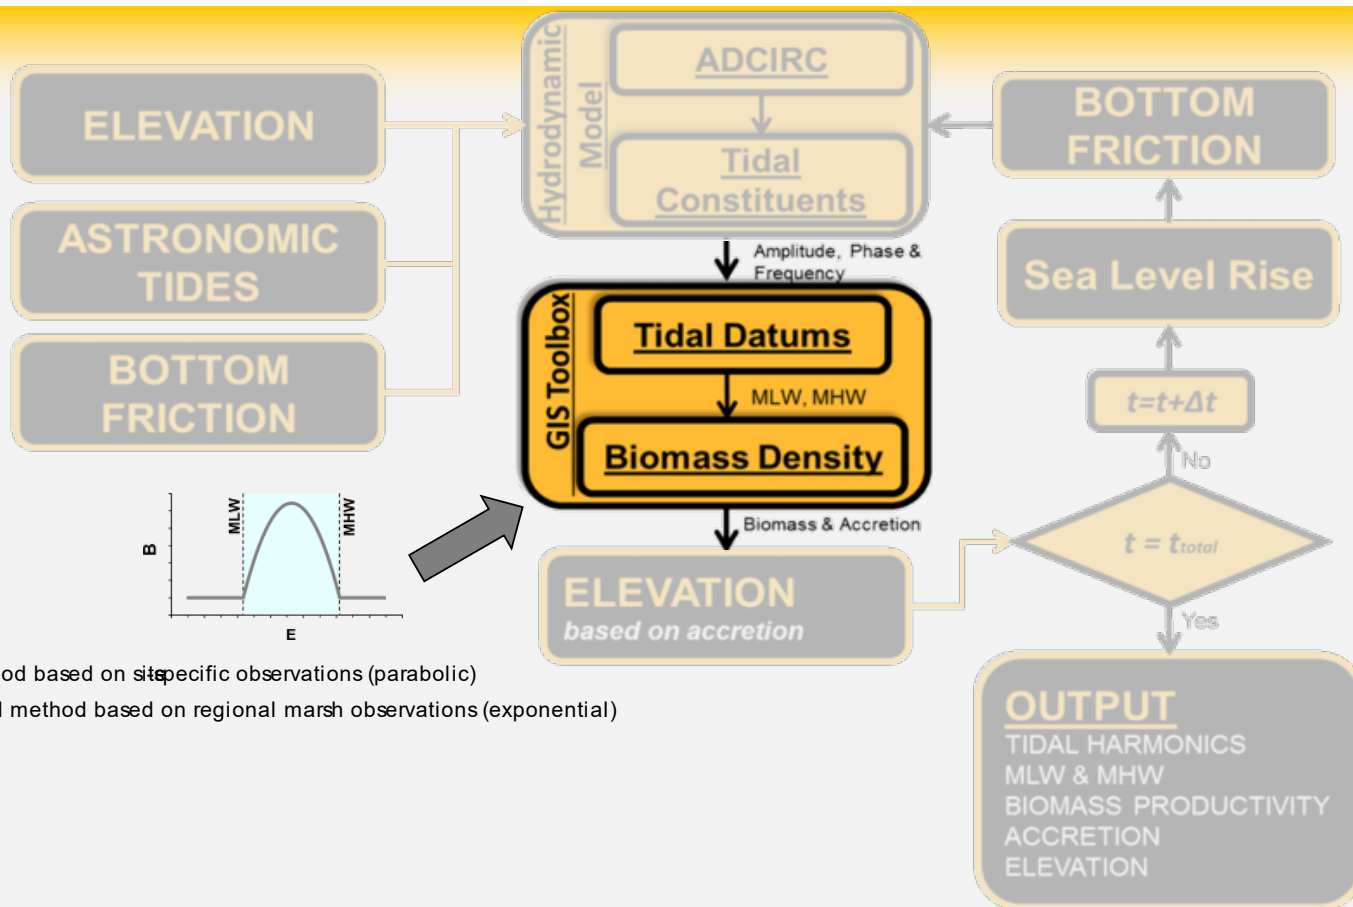 ELEVATION
ASTRONOMIC
TIDES
BOTTOM
FRICTION
Hydrodynamic
Model
ADCIRC
Tidal
Constituents
Amplitude, Phase &
Frequency
GIS Toolbox
Tidal Datums
MLW, MHW
Biomass Density
Biomass & Accretion
ELEVATION
based on accretion
BOTTOM
FRICTION
Sea Level Rise
t=t+Δt
No
t = ttotal
Yes
OUTPUT
TIDAL HARMONICS
MLW & MHW
BIOMASS PRODUCTIVITY
ACCRETION
ELEVATION
B
MLW
MHW
E
od based on site-specific observations (parabolic)
method based on regional marsh observations (exponential)